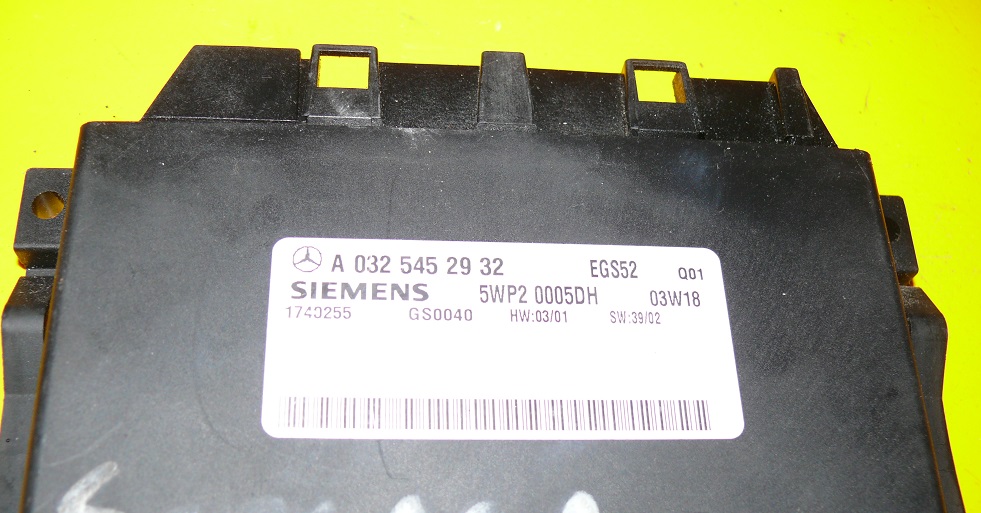 A 032 545 29 32 EGS52 Q01
SIEMENS 5WP2 0005DH 03W18
1740255 GS0040 HW:03/01 SW:39/02